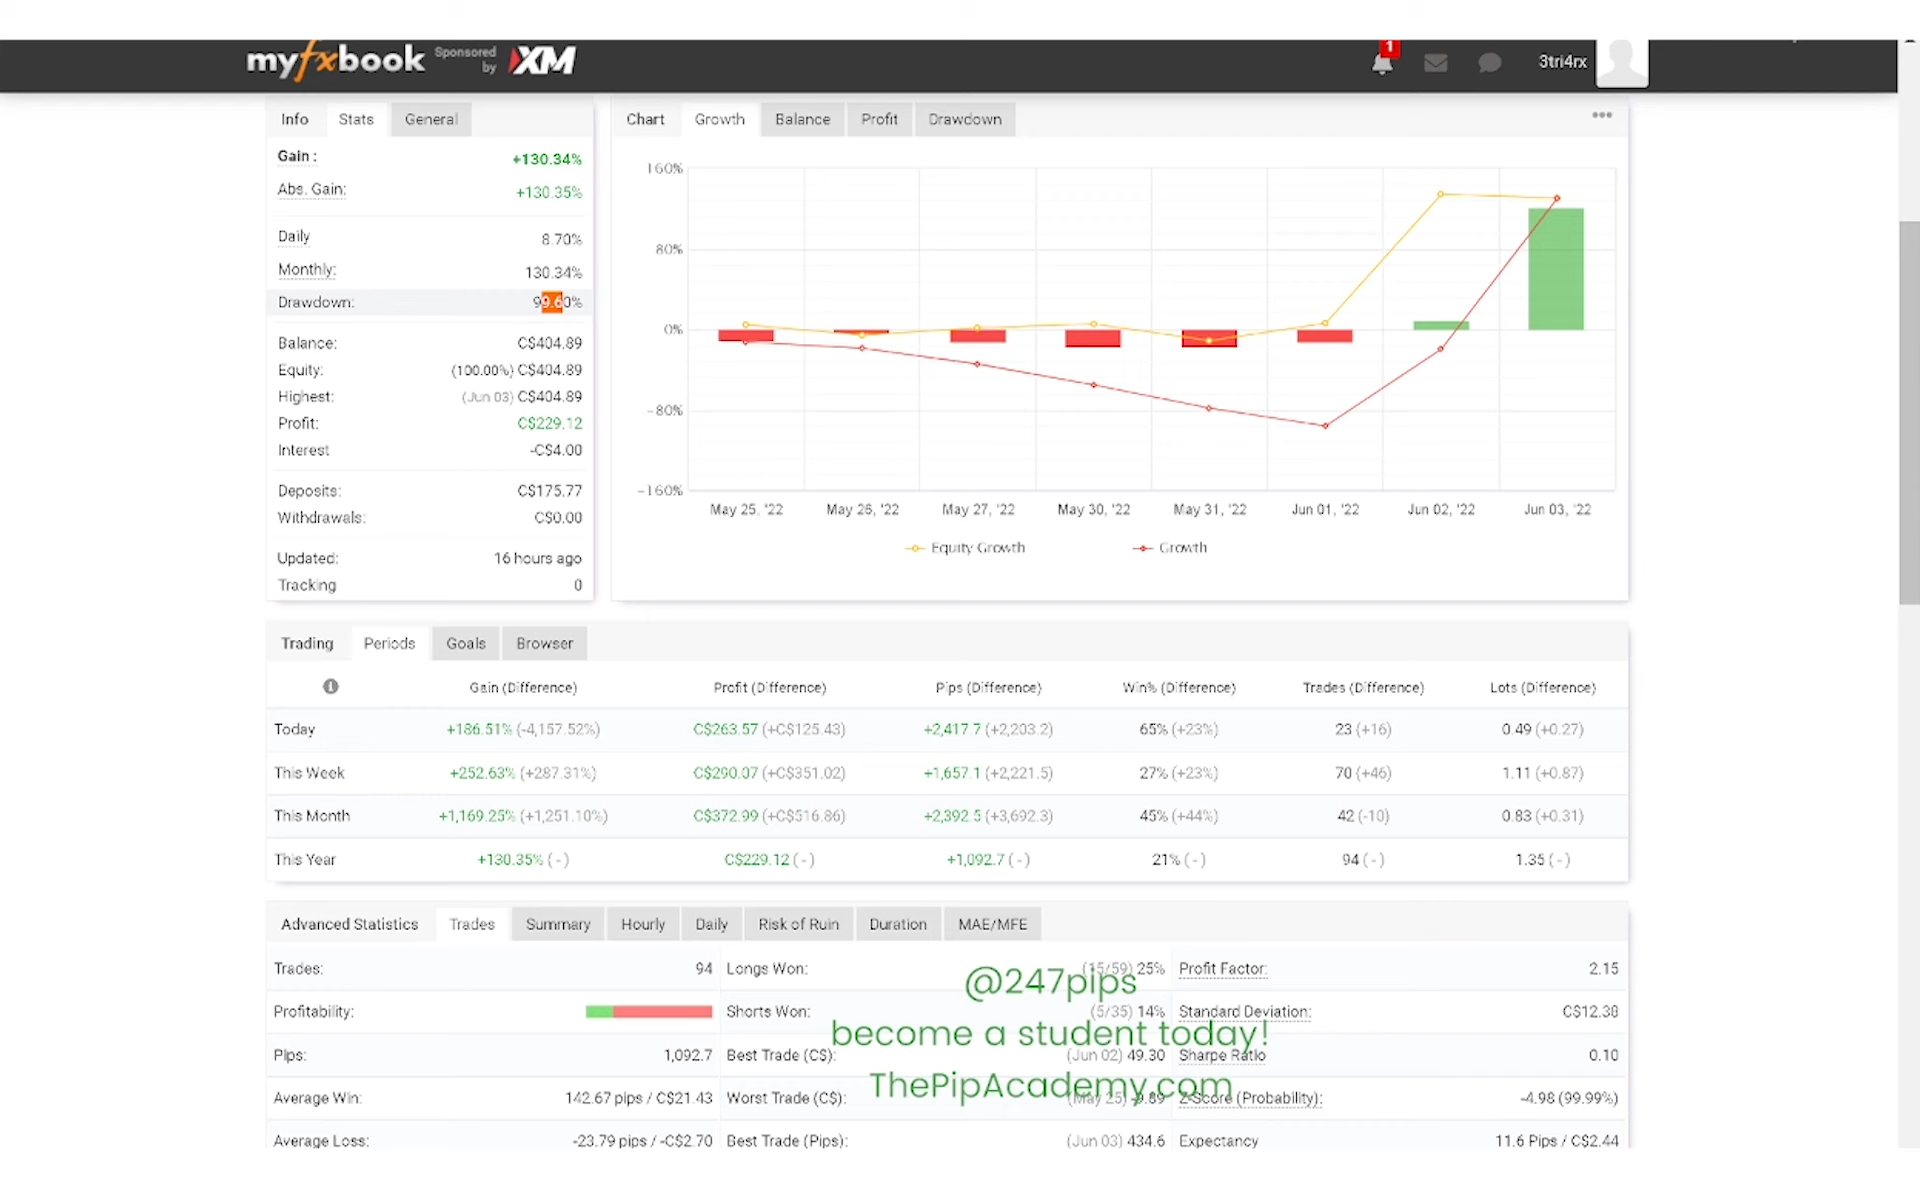 myfxbook Sponsored by XM
1
3tri4rx
Info Stats General
Gain : +130.34%
Abs. Gain: +130.35%
Daily 8.70%
Monthly: 130.34%
Drawdown: 99.60%
Balance: C$404.89
Equity: (100.00%) C$404.89
Highest: (Jun 03) C$404.89
Profit: C$229.12
Interest -C$4.00
Deposits: C$175.77
Withdrawals: C$0.00
Updated: 16 hours ago
Tracking 0
Chart Growth Balance Profit Drawdown
160%
80%
0%
-80%
-160%
May 25, '22 May 26, '22 May 27, '22 May 30, '22 May 31, '22 Jun 01, '22 Jun 02, '22 Jun 03, '22
Equity Growth Growth
Trading Periods Goals Browser
Gain (Difference) Profit (Difference) Pips (Difference) Win% (Difference) Trades (Difference) Lots (Difference)
Today +186.51% (-4,157.52%) C$263.57 (+C$125.43) +2,417.7 (+2,203.2) 65% (+23%) 23 (+16) 0.49 (+0.27)
This Week +252.63% (+287.31%) C$290.07 (+C$351.02) +1,657.1 (+2,221.5) 27% (+23%) 70 (+46) 1.11 (+0.87)
This Month +1,169.25% (+1,251.10%) C$372.99 (+C$516.86) +2,392.5 (+3,692.3) 45% (+44%) 42 (-10) 0.83 (+0.31)
This Year +130.35% (-) C$229.12 (-) +1,092.7 (-) 21% (-) 94 (-) 1.35 (-)
Advanced Statistics Trades Summary Hourly Daily Risk of Ruin Duration MAE/MFE
Trades: 94 Longs Won: (15/59) 25% Profit Factor: 2.15
@247pips
Profitability: Shorts Won: (5/35) 14% Standard Deviation: C$12.38
become a student today!
Pips: 1,092.7 Best Trade (C$): (Jun 02) 49.30 Sharpe Ratio 0.10
ThePipAcademy.com
Average Win: 142.67 pips / C$21.43 Worst Trade (C$): (May 25) -9.89 Z-Score (Probability): -4.98 (99.99%)
Average Loss: -23.79 pips / -C$2.70 Best Trade (Pips): (Jun 03) 434.6 Expectancy 11.6 Pips / C$2.44